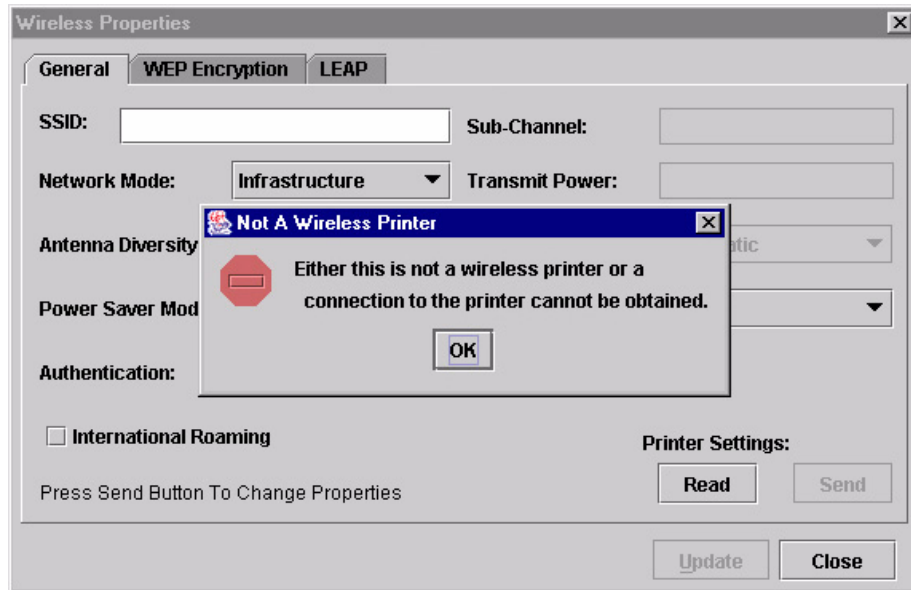 Wireless Properties
General WEP Encryption LEAP
SSID: Sub-Channel:
Network Mode: Infrastructure Transmit Power:
Not A Wireless Printer
Antenna Diversity
Either this is not a wireless printer or a
connection to the printer cannot be obtained.
Power Saver Mod
OK
Authentication:
International Roaming
Printer Settings:
Press Send Button To Change Properties
Read Send
Update Close